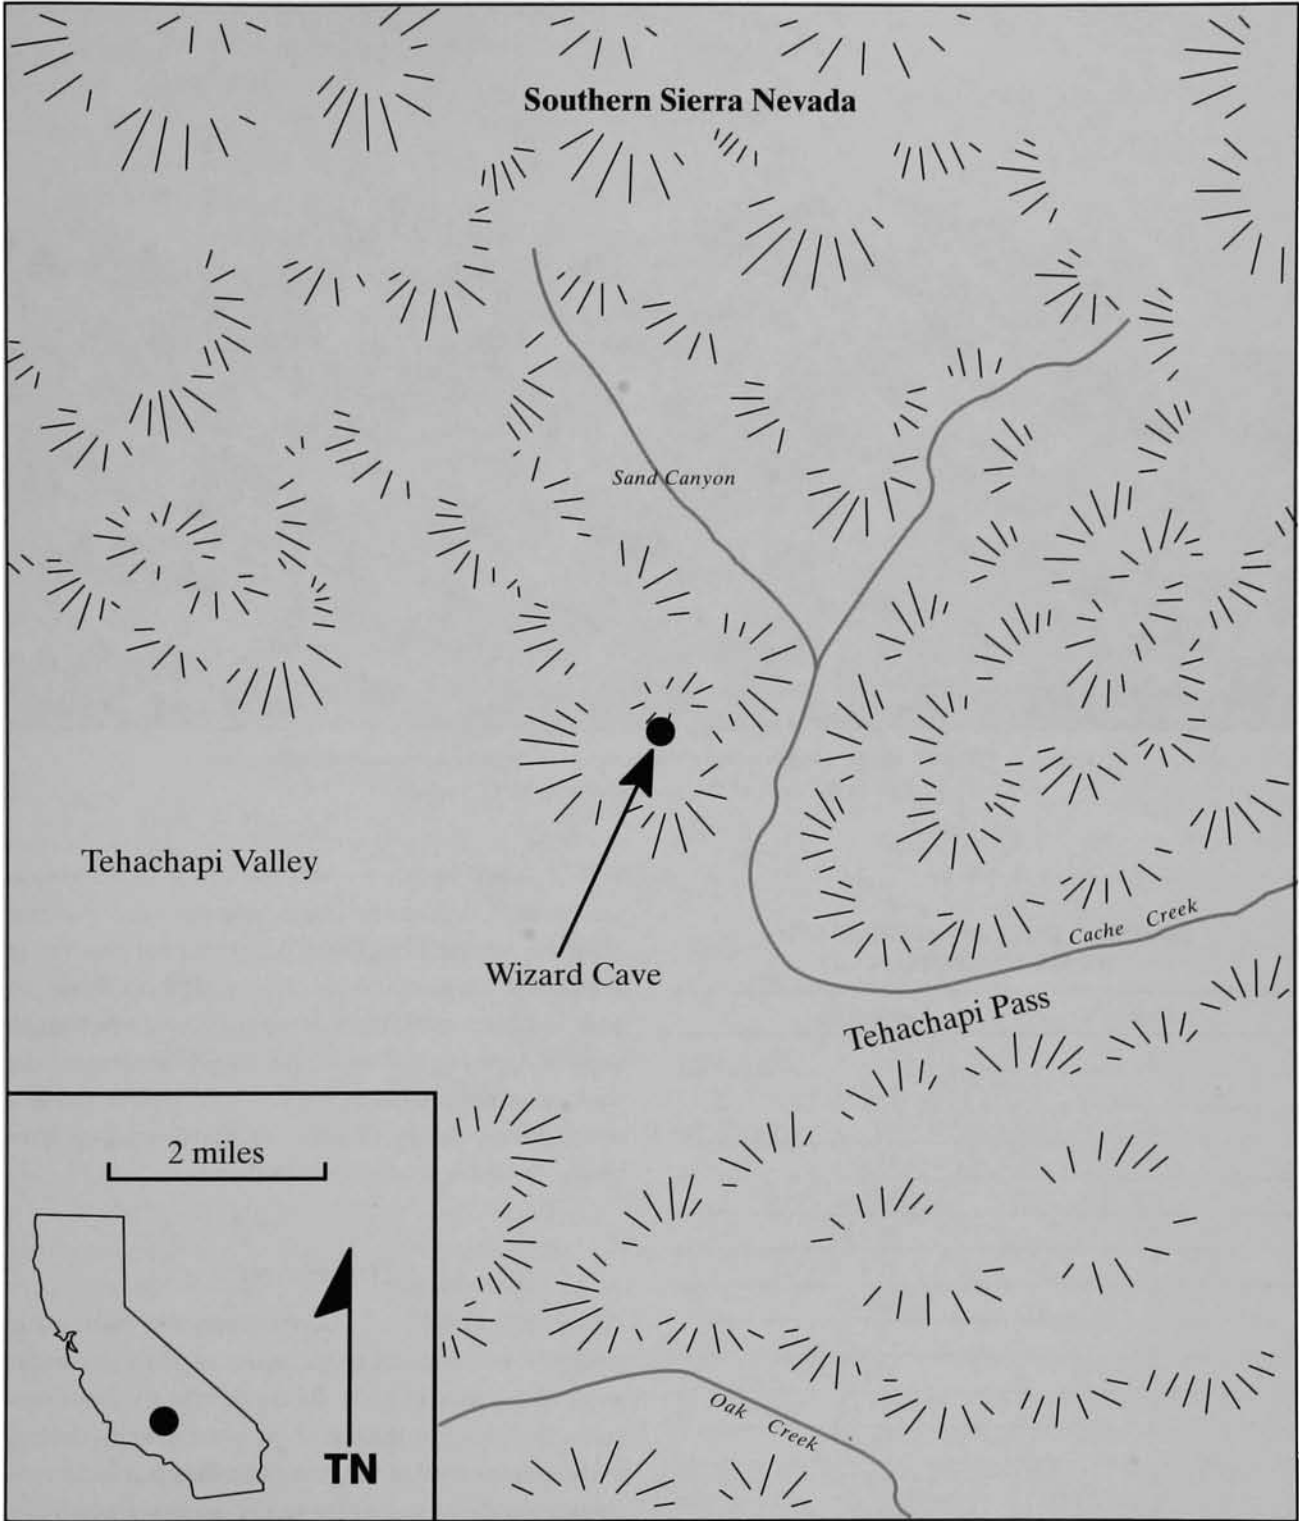 Southern Sierra Nevada
Sand Canyon
Tehachapi Valley
Wizard Cave
Cache Creek
Tehachapi Pass
2 miles
TN
Oak Creek